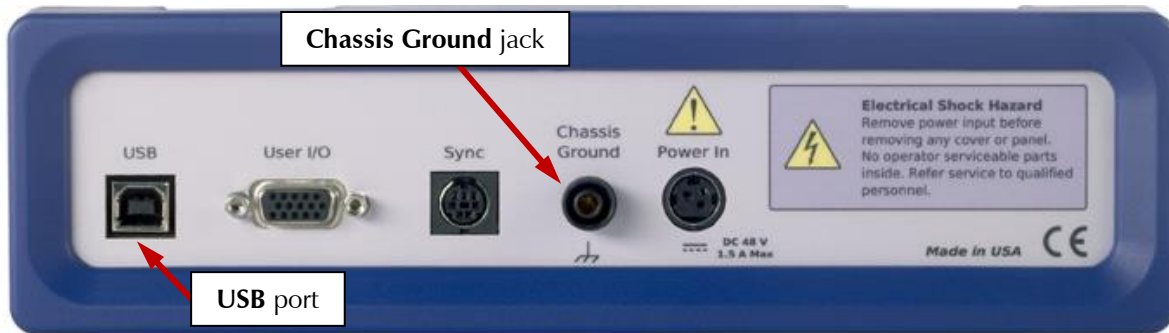 Chassis Ground jack
USB
User I/O
Sync
Chassis
Ground
Power In
Electrical Shock Hazard
Remove power input before
removing any cover or panel.
No operator serviceable parts
inside. Refer service to qualified
personnel.
DC 48 V
1.5 A Max
Made in USA
CE
USB port